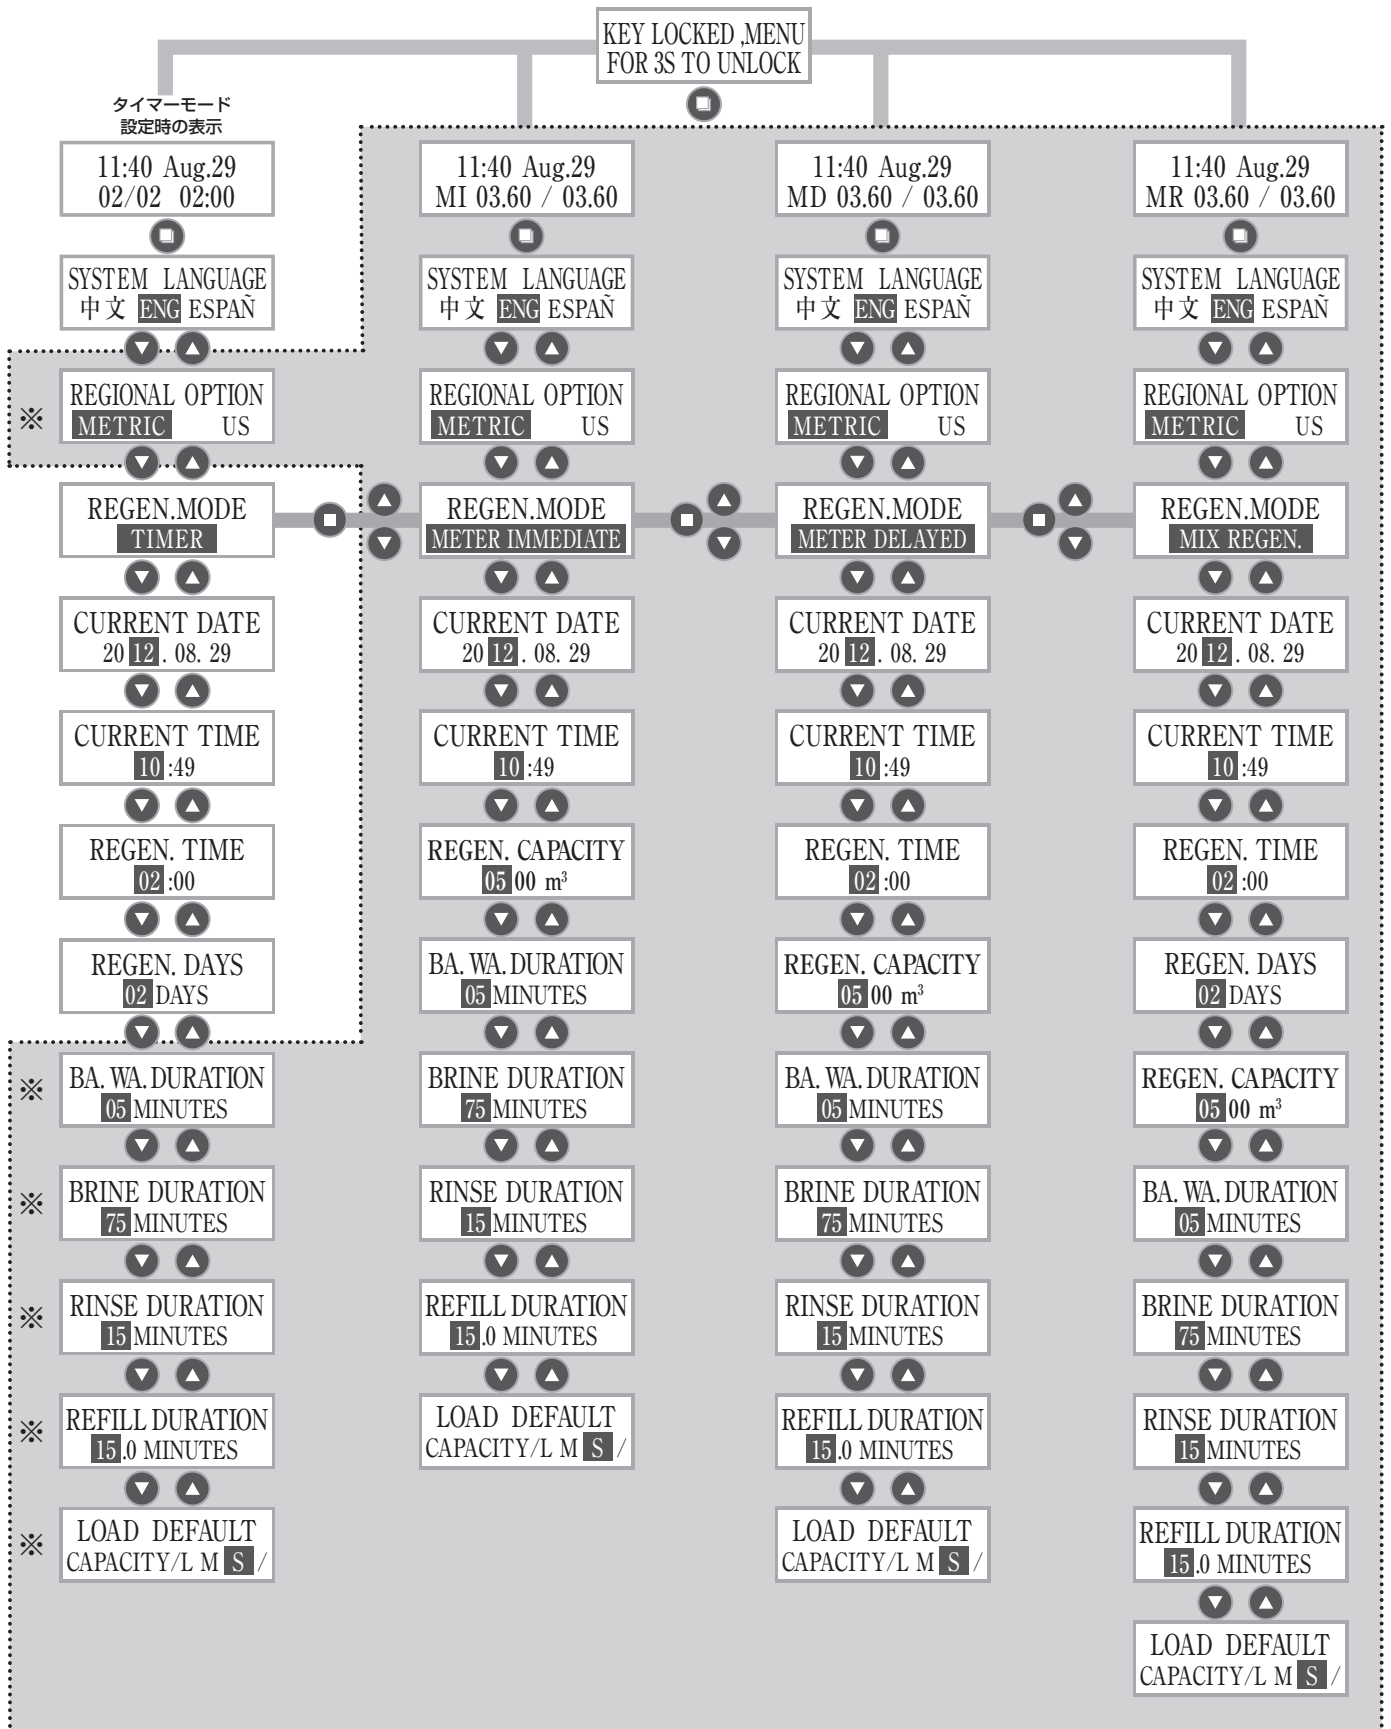 KEY LOCKED ,MENU
FOR 3S TO UNLOCK
タイマーモード
設定時の表示
11:40 Aug.29
02/02 02:00
SYSTEM LANGUAGE
中文 ENG ESPAÑ
※
REGIONAL OPTION
METRIC US
REGEN.MODE
TIMER
CURRENT DATE
20 12 . 08. 29
CURRENT TIME
10 :49
REGEN. TIME
02 :00
REGEN. DAYS
02 DAYS
※
BA. WA. DURATION
05 MINUTES
※
BRINE DURATION
75 MINUTES
※
RINSE DURATION
15 MINUTES
※
REFILL DURATION
15 .0 MINUTES
※
LOAD DEFAULT
CAPACITY/L M S /
11:40 Aug.29
MI 03.60 / 03.60
SYSTEM LANGUAGE
中文 ENG ESPAÑ
REGIONAL OPTION
METRIC US
REGEN.MODE
METER IMMEDIATE
CURRENT DATE
20 12 . 08. 29
CURRENT TIME
10 :49
REGEN. CAPACITY
05 00 m³
BA. WA. DURATION
05 MINUTES
BRINE DURATION
75 MINUTES
RINSE DURATION
15 MINUTES
REFILL DURATION
15 .0 MINUTES
LOAD DEFAULT
CAPACITY/L M S /
11:40 Aug.29
MD 03.60 / 03.60
SYSTEM LANGUAGE
中文 ENG ESPAÑ
REGIONAL OPTION
METRIC US
REGEN.MODE
METER DELAYED
CURRENT DATE
20 12 . 08. 29
CURRENT TIME
10 :49
REGEN. TIME
02 :00
REGEN. CAPACITY
05 00 m³
BA. WA. DURATION
05 MINUTES
BRINE DURATION
75 MINUTES
RINSE DURATION
15 MINUTES
REFILL DURATION
15 .0 MINUTES
LOAD DEFAULT
CAPACITY/L M S /
11:40 Aug.29
MR 03.60 / 03.60
SYSTEM LANGUAGE
中文 ENG ESPAÑ
REGIONAL OPTION
METRIC US
REGEN.MODE
MIX REGEN.
CURRENT DATE
20 12 . 08. 29
CURRENT TIME
10 :49
REGEN. TIME
02 :00
REGEN. DAYS
02 DAYS
REGEN. CAPACITY
05 00 m³
BA. WA. DURATION
05 MINUTES
BRINE DURATION
75 MINUTES
RINSE DURATION
15 MINUTES
REFILL DURATION
15 .0 MINUTES
LOAD DEFAULT
CAPACITY/L M S /